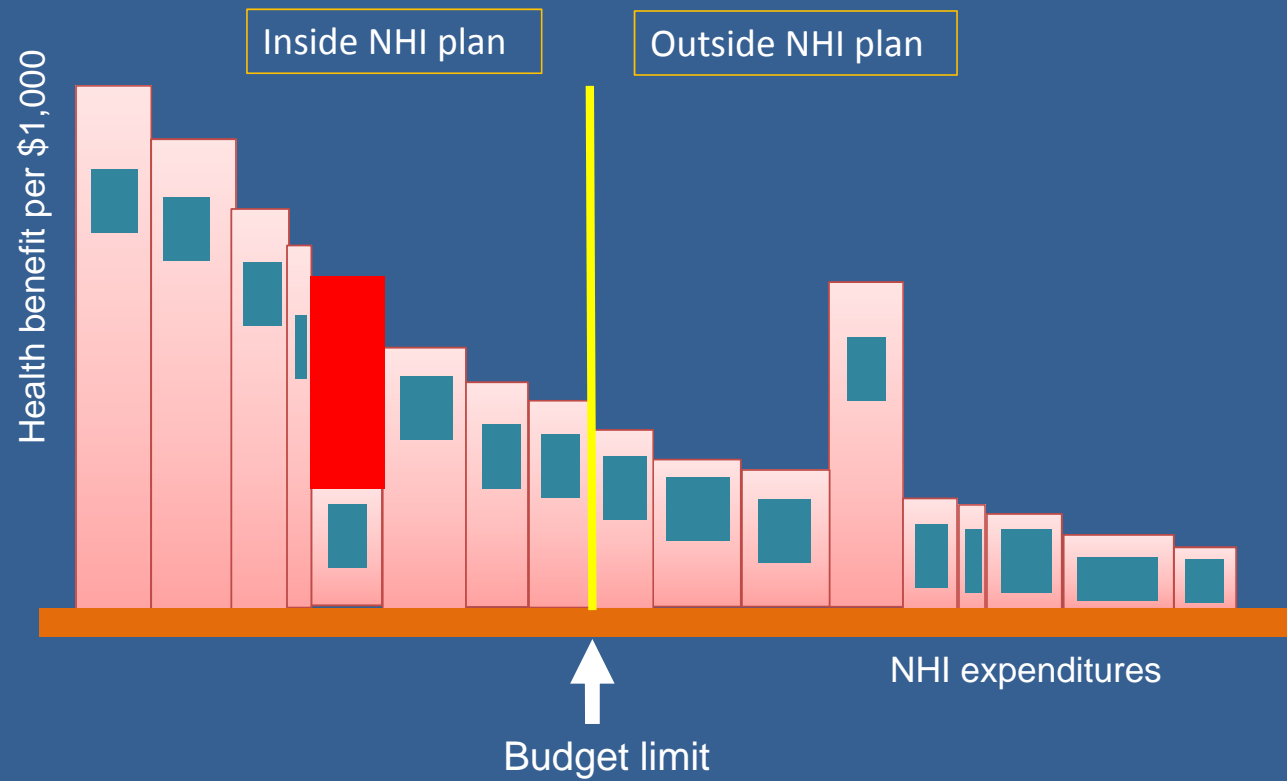 Inside NHI plan
Outside NHI plan
Health benefit per $1,000
NHI expenditures
Budget limit